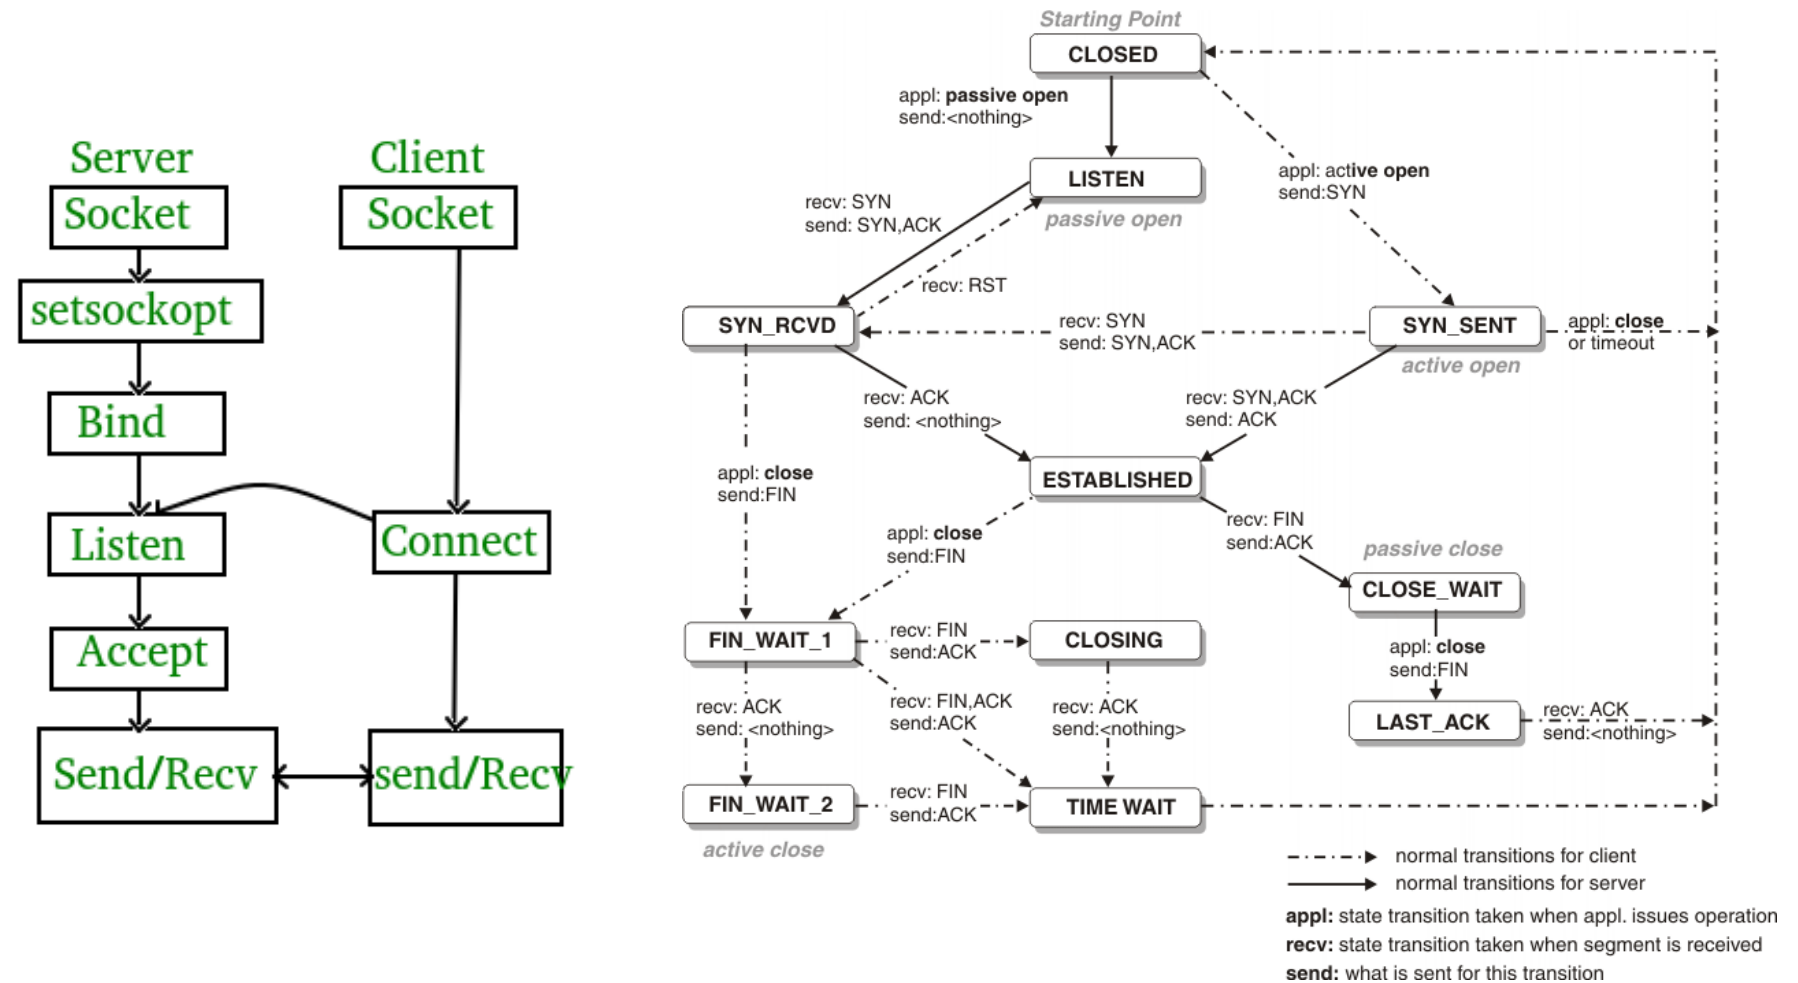 Server
Client
Socket
Socket
setsockopt
Bind
Listen
Connect
Accept
Send/Recv
send/Recv
Starting Point
CLOSED
appl: passive open
send:<nothing>
LISTEN
passive open
appl: active open
send:SYN
recv: SYN
send: SYN,ACK
recv: RST
SYN_RCVD
recv: SYN
send: SYN,ACK
SYN_SENT
active open
appl: close
or timeout
recv: ACK
send: <nothing>
recv: SYN,ACK
send: ACK
ESTABLISHED
appl: close
send:FIN
appl: close
send:FIN
recv: FIN
send:ACK
passive close
CLOSE_WAIT
FIN_WAIT_1
recv: FIN
send:ACK
CLOSING
appl: close
send:FIN
recv: ACK
send: <nothing>
recv: FIN,ACK
send:ACK
recv: ACK
send:<nothing>
LAST_ACK
recv: ACK
send:<nothing>
FIN_WAIT_2
recv: FIN
send:ACK
TIME WAIT
active close
normal transitions for client
normal transitions for server
appl: state transition taken when appl. issues operation
recv: state transition taken when segment is received
send: what is sent for this transition